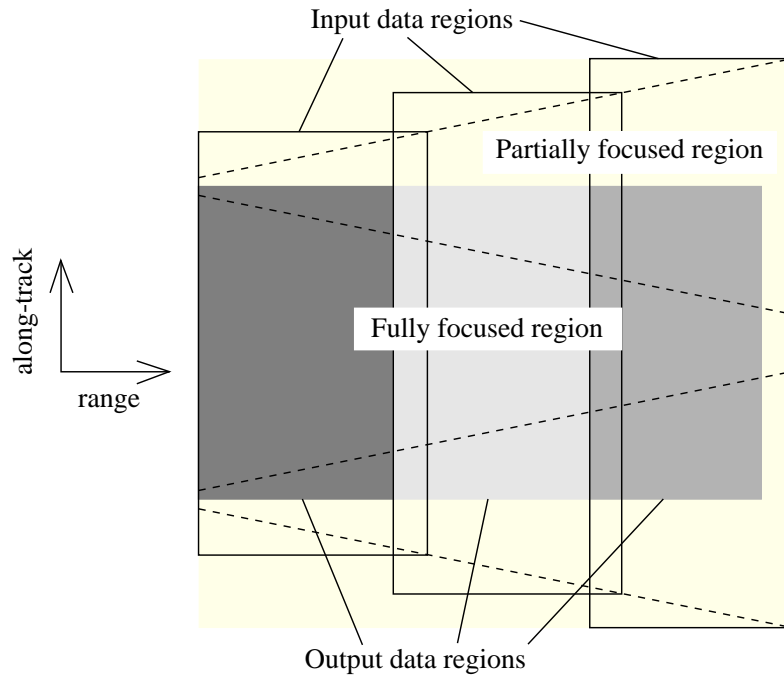 Input data regions
Partially focused region
along-track
Fully focused region
range
Output data regions